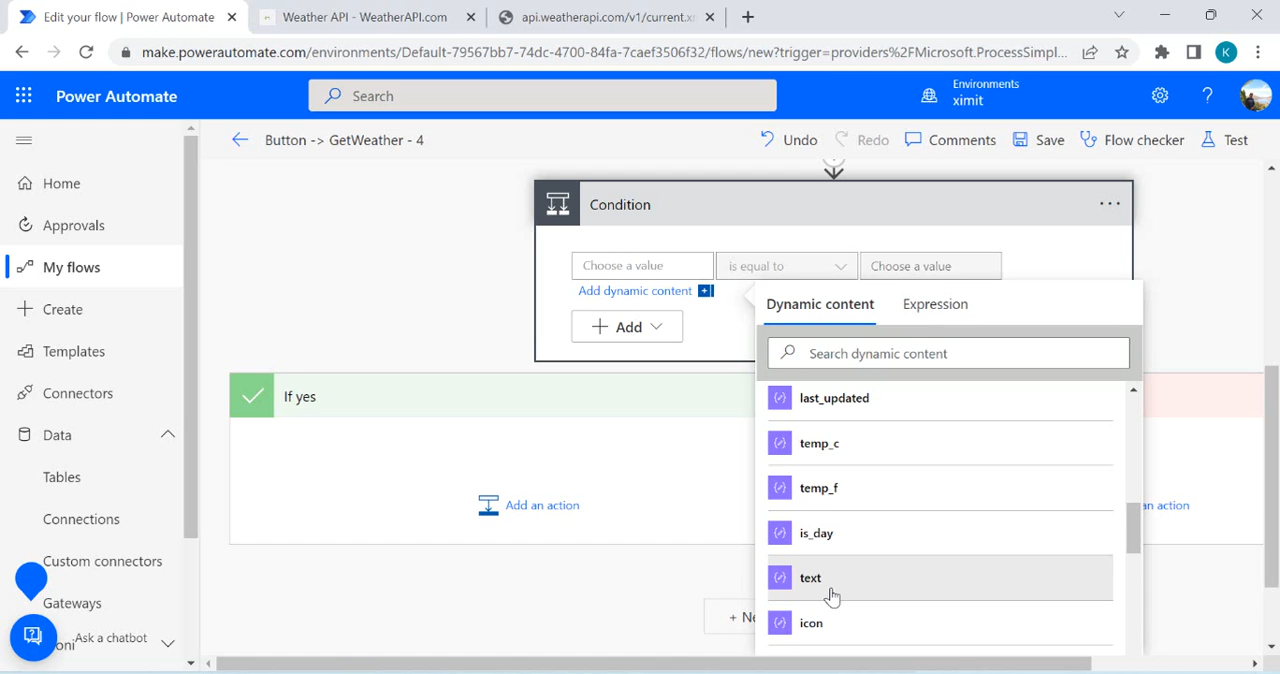 Edit your flow | Power Automate
Weather API - WeatherAPI.com
api.weatherapi.com/v1/current.x
make.powerautomate.com/environments/Default-79567bb7-74dc-4700-84fa-7caef3506f32/flows/new?trigger=providers%2FMicrosoft.ProcessSimpl...
K
Power Automate
Search
Environments
ximit
Button -> GetWeather - 4
Undo
Redo
Comments
Save
Flow checker
Test
Home
Approvals
My flows
Create
Templates
Connectors
Data
Tables
Connections
Custom connectors
Gateways
Ask a chatbot
Condition
Choose a value
is equal to
Choose a value
Add dynamic content
Add
If yes
Add an action
an action
+ Ne
Dynamic content
Expression
Search dynamic content
last_updated
temp_c
temp_f
is_day
text
icon